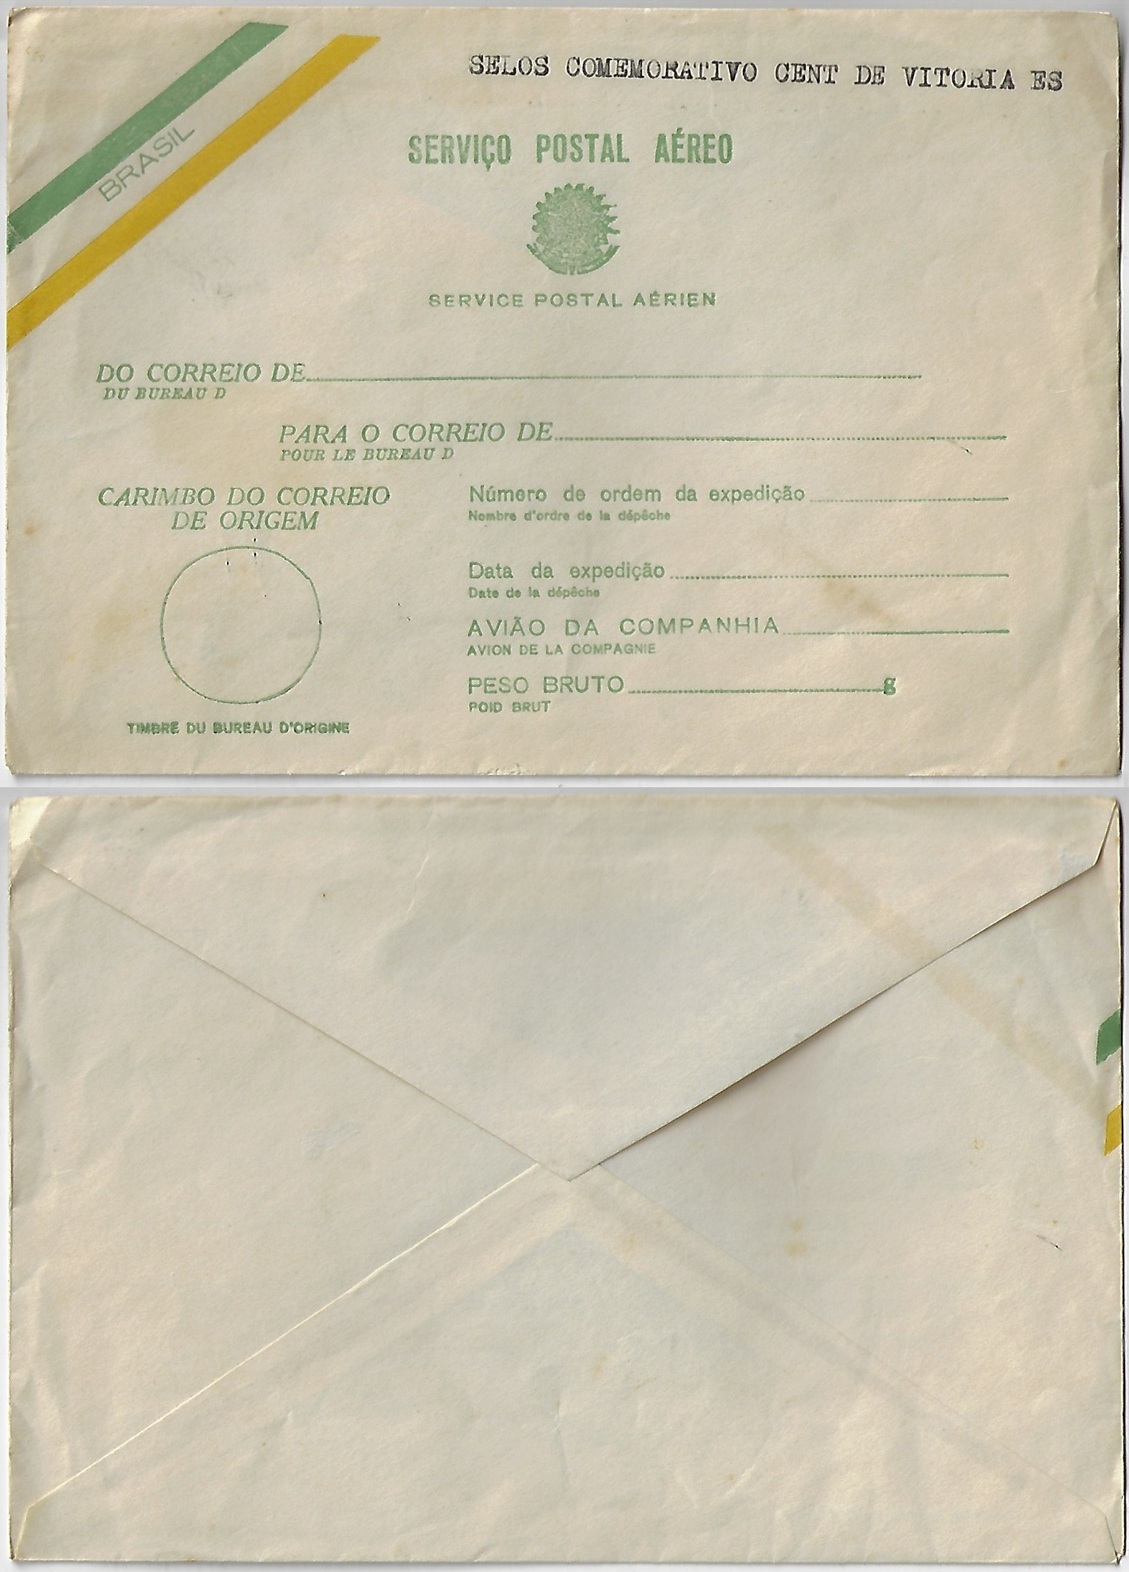 SELOS COMEMORATIVO CENT DE VITORIA ES
BRASIL
SERVIÇO POSTAL AÉREO
SERVICE POSTAL AÉRIEN
DO CORREIO DE
DU BUREAU D
PARA O CORREIO DE
POUR LE BUREAU D
CARIMBO DO CORREIO
DE ORIGEM
TIMBRE DU BUREAU D'ORIGINE
Número de ordem da expedição
Nombre d'ordre de la dépêche
Data da expedição
Date de la dépêche
AVIÃO DA COMPANHIA
AVION DE LA COMPAGNIE
PESO BRUTO g
POID BRUT